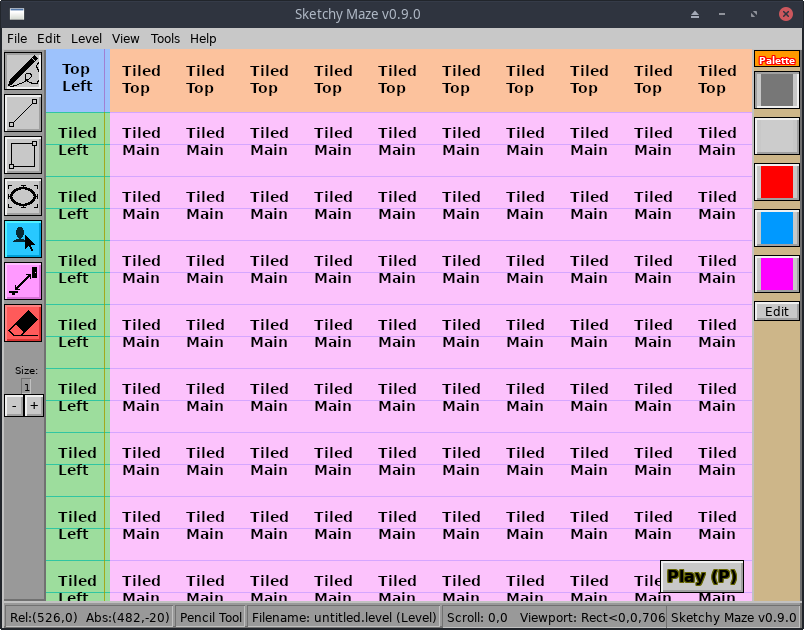 Sketchy Maze v0.9.0
File Edit Level View Tools Help
Top
Left
Tiled Tiled Tiled Tiled Tiled Tiled Tiled Tiled Tiled Tiled
Top Top Top Top Top Top Top Top Top Top
Palette
Tiled Tiled Tiled Tiled Tiled Tiled Tiled Tiled Tiled Tiled Tiled
Left Main Main Main Main Main Main Main Main Main Main
Tiled Tiled Tiled Tiled Tiled Tiled Tiled Tiled Tiled Tiled Tiled
Left Main Main Main Main Main Main Main Main Main Main
Tiled Tiled Tiled Tiled Tiled Tiled Tiled Tiled Tiled Tiled Tiled
Left Main Main Main Main Main Main Main Main Main Main
Edit
Tiled Tiled Tiled Tiled Tiled Tiled Tiled Tiled Tiled Tiled Tiled
Left Main Main Main Main Main Main Main Main Main Main
Size:
1
- +
Tiled Tiled Tiled Tiled Tiled Tiled Tiled Tiled Tiled Tiled Tiled
Left Main Main Main Main Main Main Main Main Main Main
Tiled Tiled Tiled Tiled Tiled Tiled Tiled Tiled Tiled Tiled Tiled
Left Main Main Main Main Main Main Main Main Main Main
Tiled Tiled Tiled Tiled Tiled Tiled Tiled Tiled Tiled Tiled Tiled
Left Main Main Main Main Main Main Main Main Main Main
Tiled Tiled Tiled Tiled Tiled Tiled Tiled Tiled Tiled
Left Main Main Main Main Main Main Main Main
Play (P)
Rel:(526,0) Abs:(482,-20) Pencil Tool Filename: untitled.level (Level) Scroll: 0,0 Viewport: Rect<0,0,706 Sketchy Maze v0.9.0